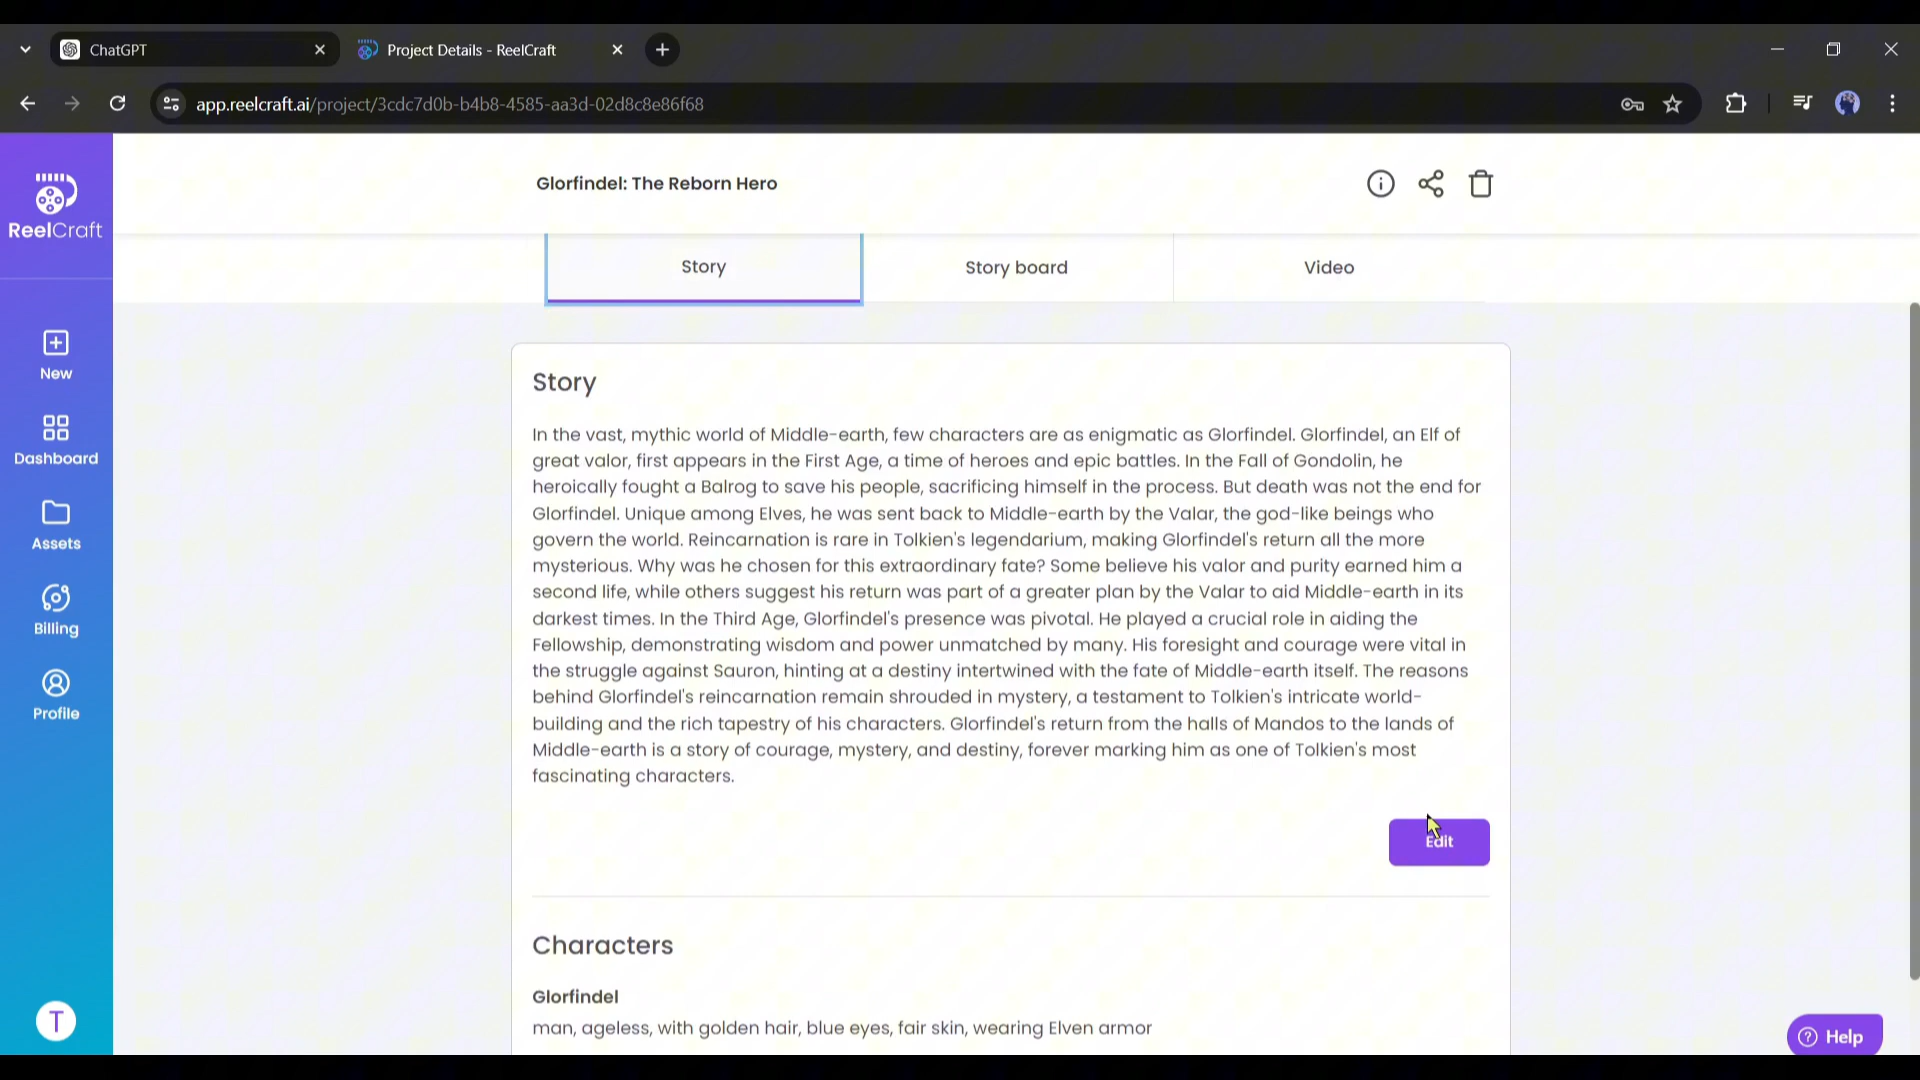 ChatGPT
Project Details - ReelCraft
app.reelcraft.ai/project/3cdc7d0b-b4b8-4585-aa3d-02d8c8e86f68
ReelCraft
New
Dashboard
Assets
Billing
Profile
T
Glorfindel: The Reborn Hero
Story
Story board
Video
Story
In the vast, mythic world of Middle-earth, few characters are as enigmatic as Glorfindel. Glorfindel, an Elf of
great valor, first appears in the First Age, a time of heroes and epic battles. In the Fall of Gondolin, he
heroically fought a Balrog to save his people, sacrificing himself in the process. But death was not the end for
Glorfindel. Unique among Elves, he was sent back to Middle-earth by the Valar, the god-like beings who
govern the world. Reincarnation is rare in Tolkien's legendarium, making Glorfindel's return all the more
mysterious. Why was he chosen for this extraordinary fate? Some believe his valor and purity earned him a
second life, while others suggest his return was part of a greater plan by the Valar to aid Middle-earth in its
darkest times. In the Third Age, Glorfindel's presence was pivotal. He played a crucial role in aiding the
Fellowship, demonstrating wisdom and power unmatched by many. His foresight and courage were vital in
the struggle against Sauron, hinting at a destiny intertwined with the fate of Middle-earth itself. The reasons
behind Glorfindel's reincarnation remain shrouded in mystery, a testament to Tolkien's intricate world-
building and the rich tapestry of his characters. Glorfindel's return from the halls of Mandos to the lands of
Middle-earth is a story of courage, mystery, and destiny, forever marking him as one of Tolkien's most
fascinating characters.
Edit
Characters
Glorfindel
man, ageless, with golden hair, blue eyes, fair skin, wearing Elven armor
Help